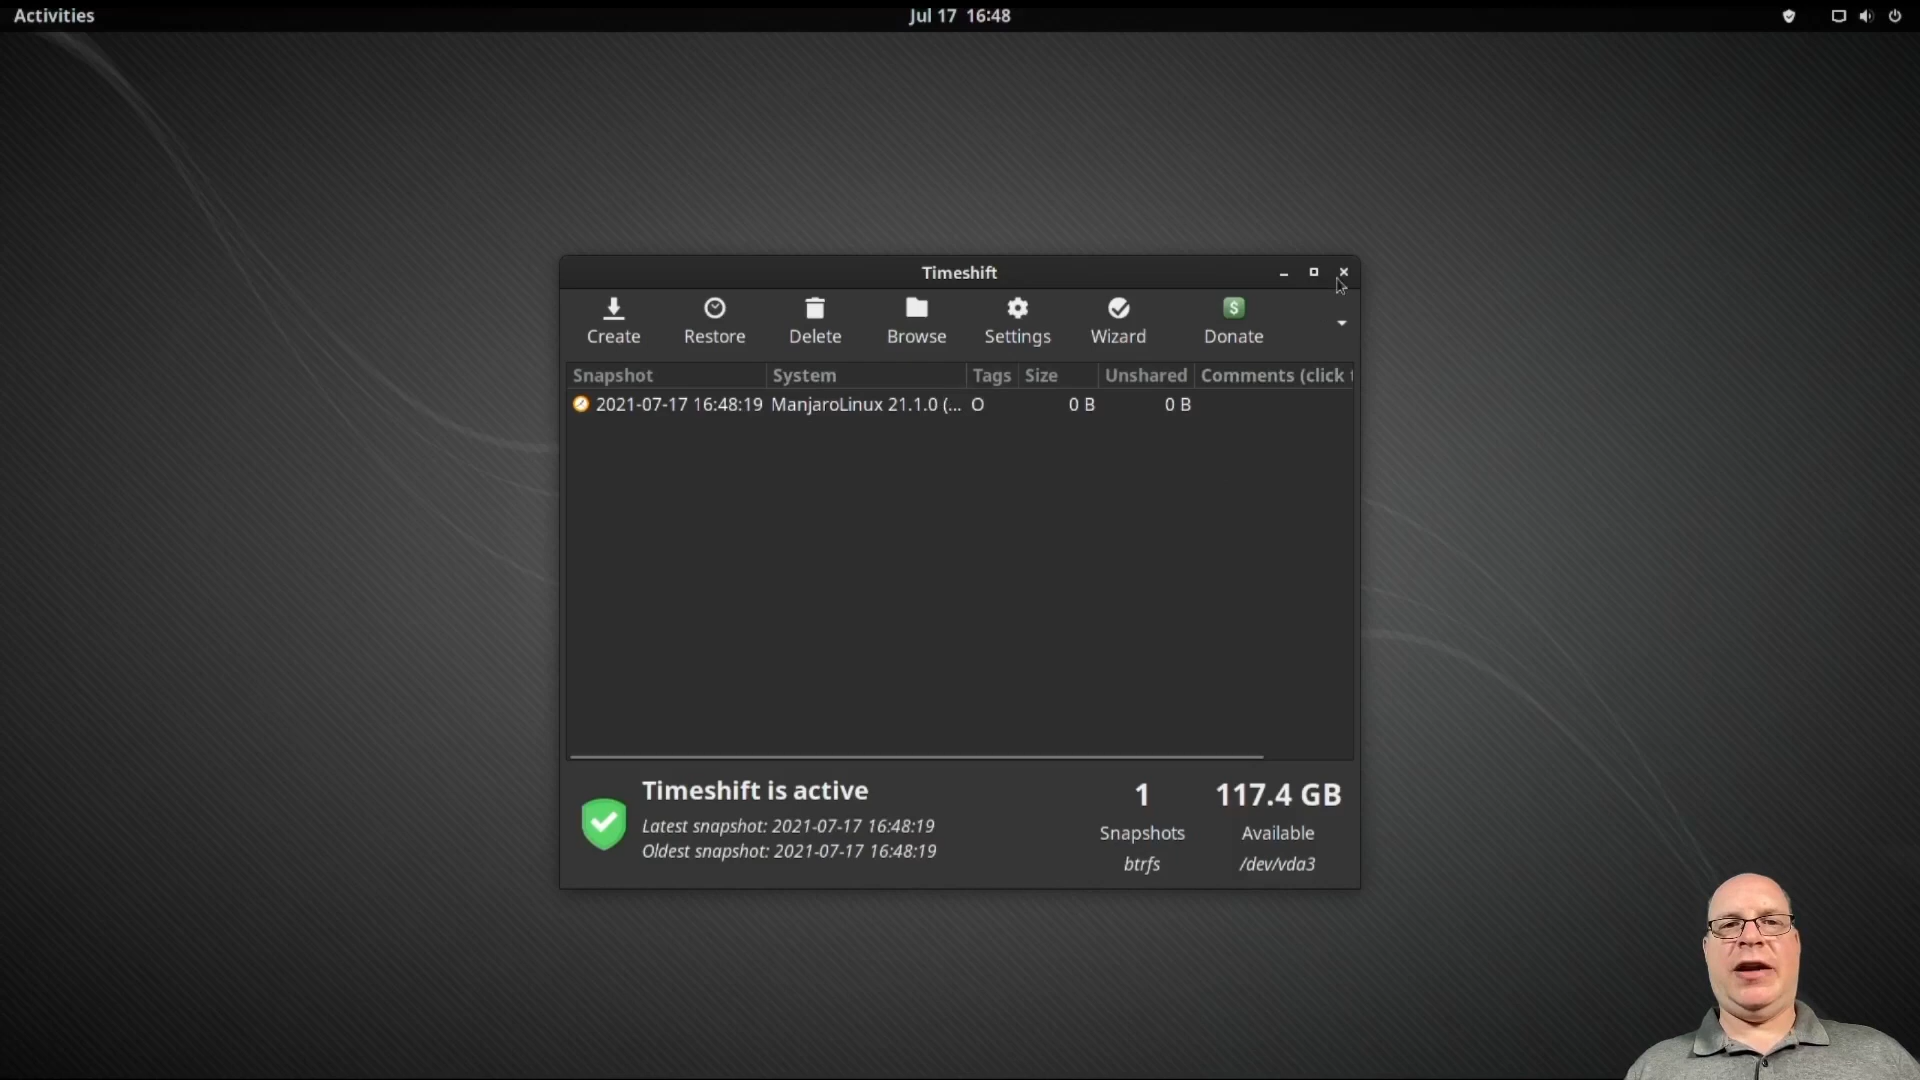 Activities
Jul 17 16:48
Timeshift
Create
Restore
Delete
Browse
Settings
Wizard
$
Donate
Snapshot System Tags Size Unshared Comments (click t
2021-07-17 16:48:19 ManjaroLinux 21.1.0 (... O 0 B 0 B
Timeshift is active
Latest snapshot: 2021-07-17 16:48:19
Oldest snapshot: 2021-07-17 16:48:19
1
Snapshots
btrfs
117.4 GB
Available
/dev/vda3